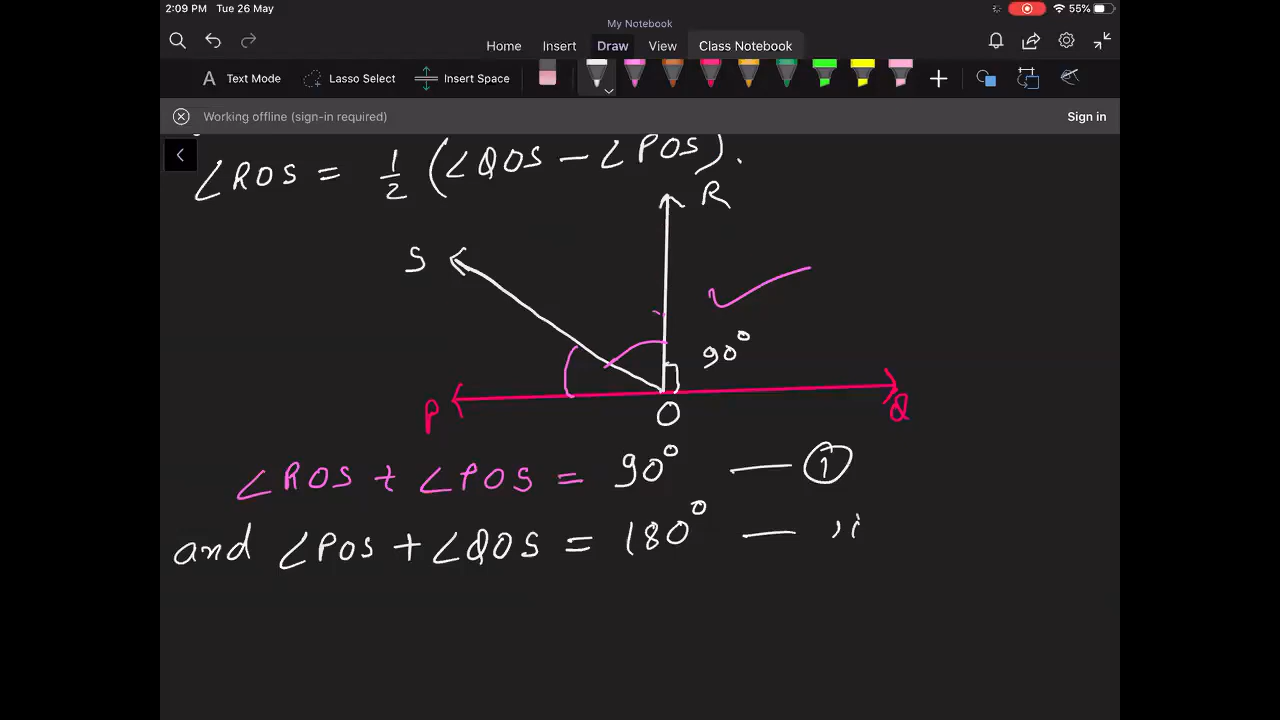 2:09 PM Tue 26 May
55%
My Notebook
Home Insert Draw View Class Notebook
A Text Mode Lasso Select Insert Space
Working offline (sign-in required) Sign in
∠ROS = 1/2 (∠QOS − ∠POS).
R
S
90°
P
Q
O
∠ROS + ∠POS = 90° — ①
and ∠POS + ∠QOS = 180° — ii